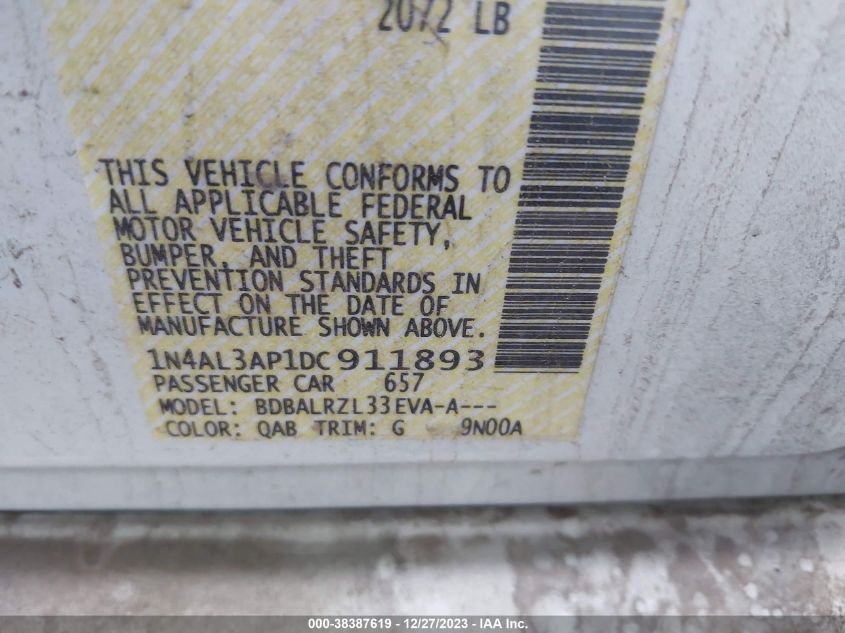 2072 LB
THIS VEHICLE CONFORMS TO
ALL APPLICABLE FEDERAL
MOTOR VEHICLE SAFETY,
BUMPER, AND THEFT
PREVENTION STANDARDS IN
EFFECT ON THE DATE OF
MANUFACTURE SHOWN ABOVE.
1N4AL3AP1DC911893
PASSENGER CAR 657
MODEL: BDBALRZL33EVA-A---
COLOR: QAB TRIM: G 9N00A
000-38387619 - 12/27/2023 - IAA Inc.